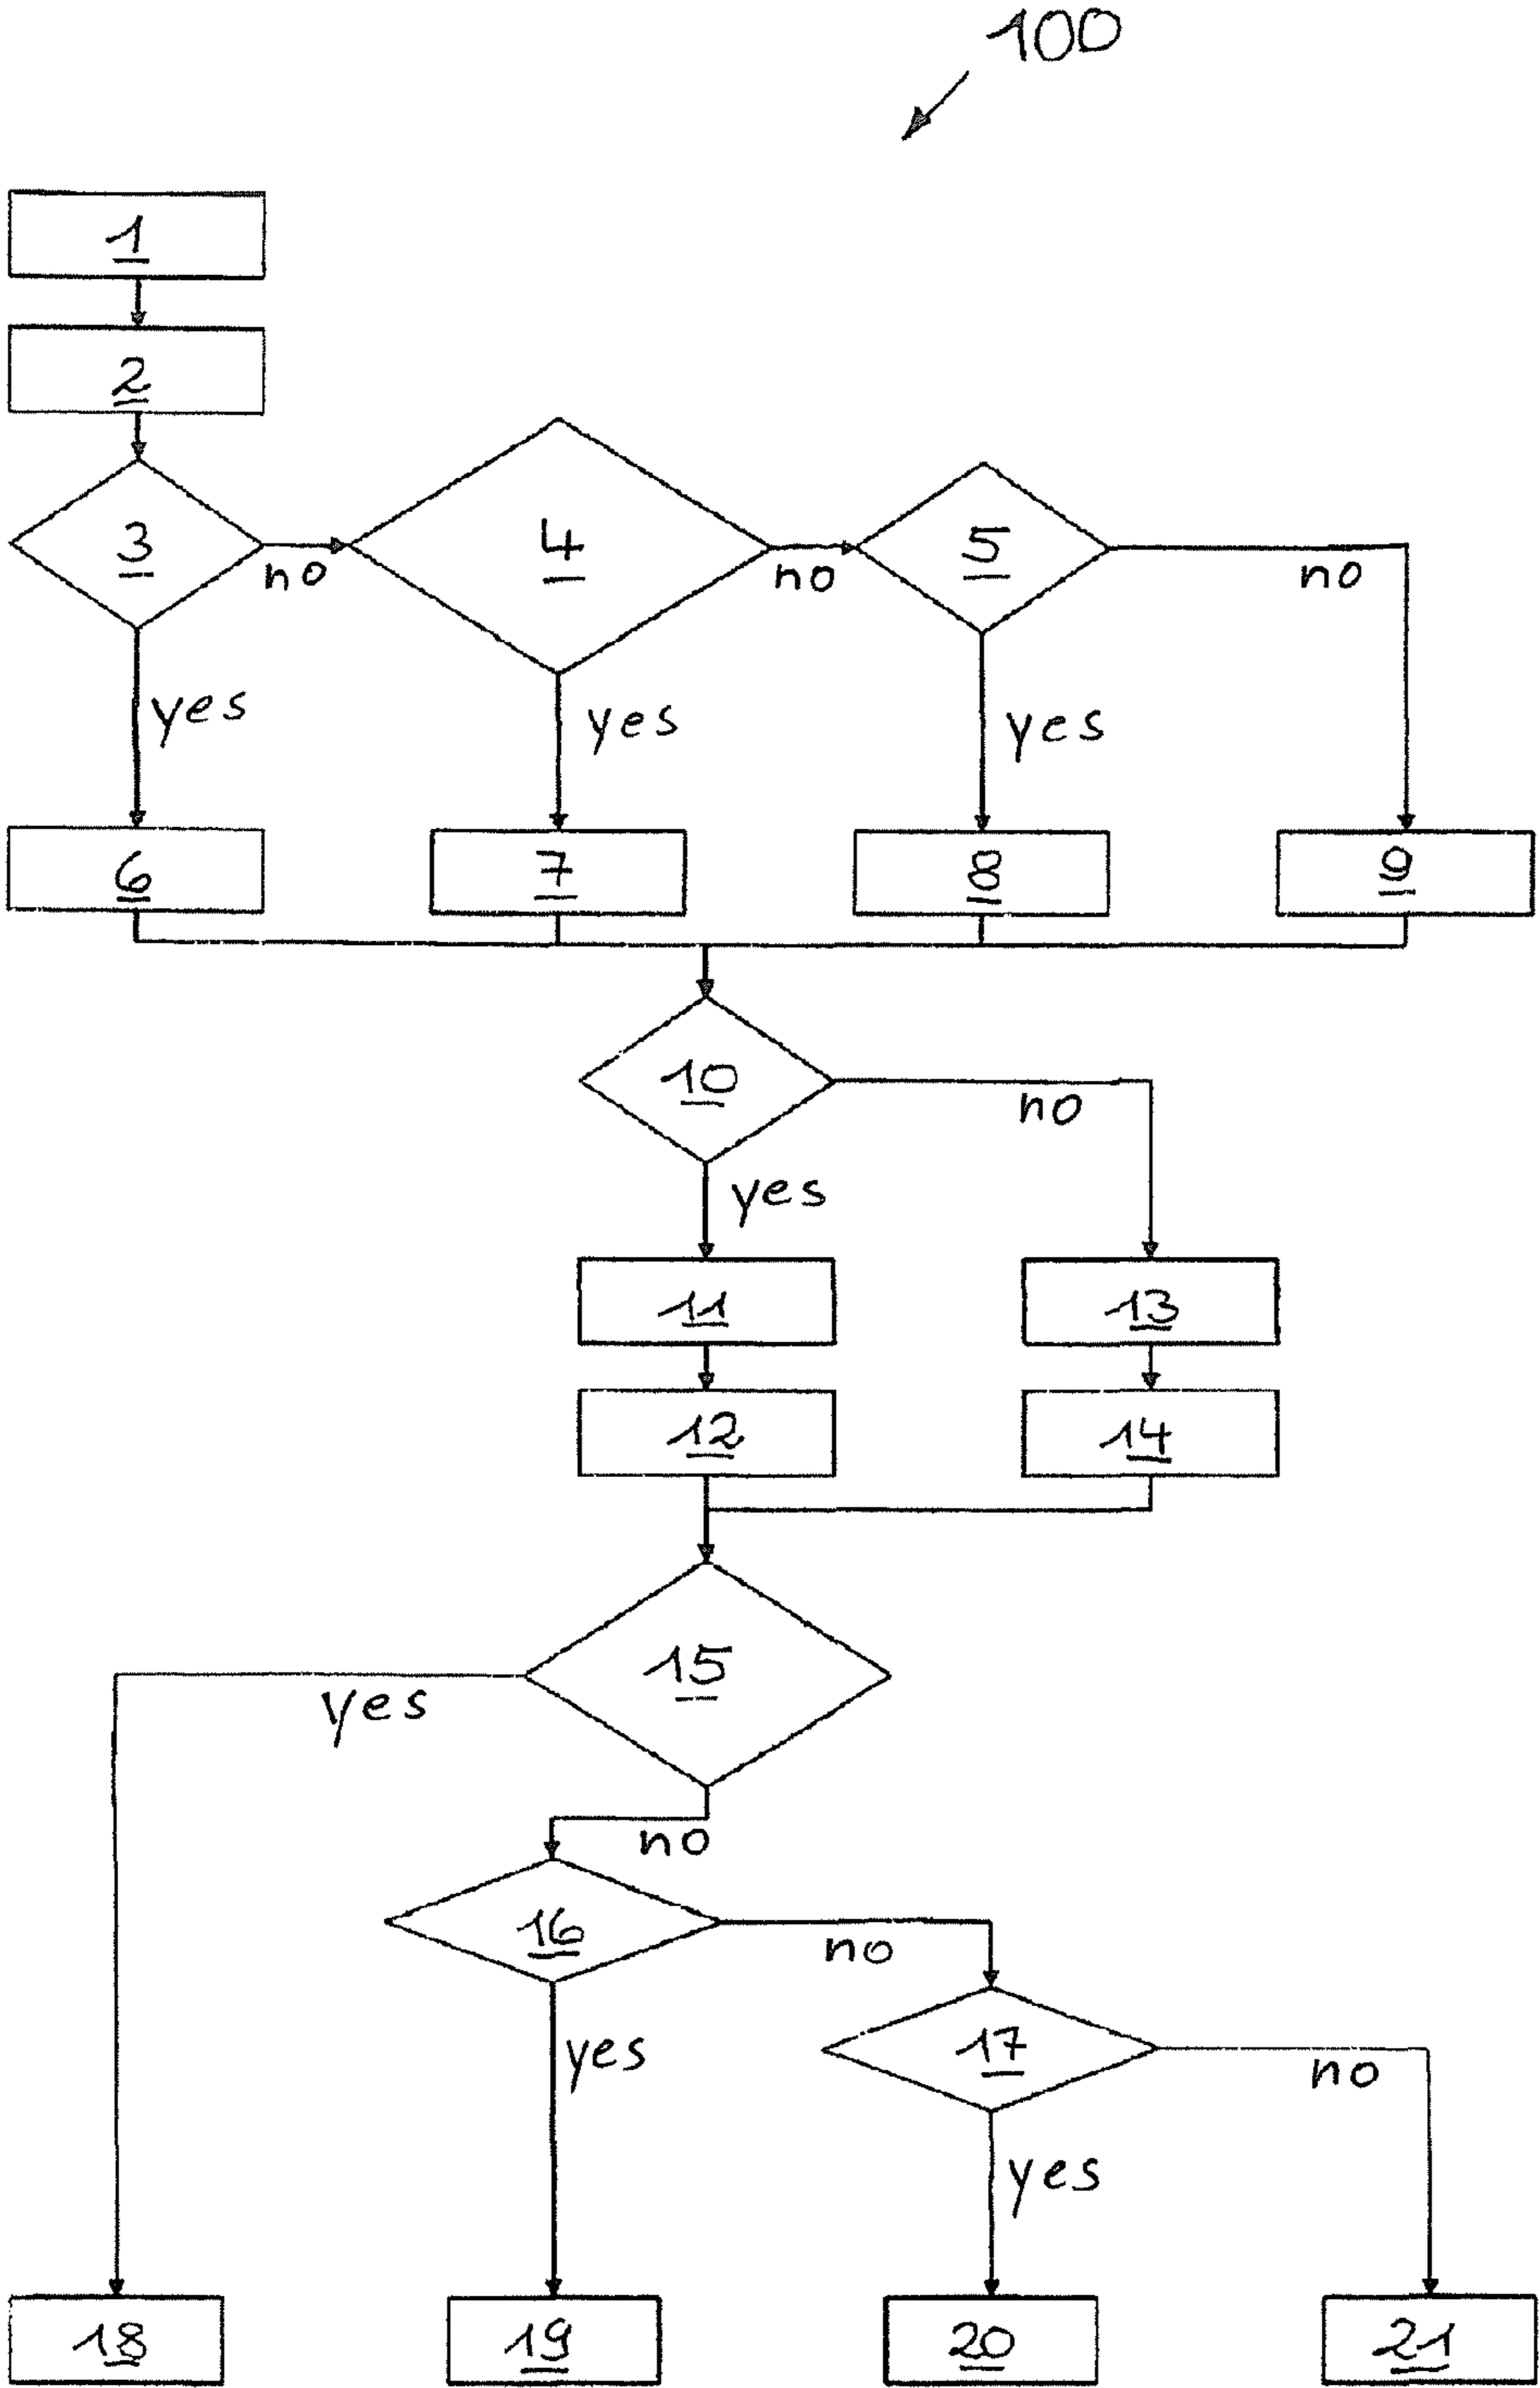 100
1
2
3
no
4
no
5
no
yes
yes
yes
6
7
8
9
10
no
yes
11
13
12
14
15
yes
no
16
no
17
no
yes
yes
18
19
20
21